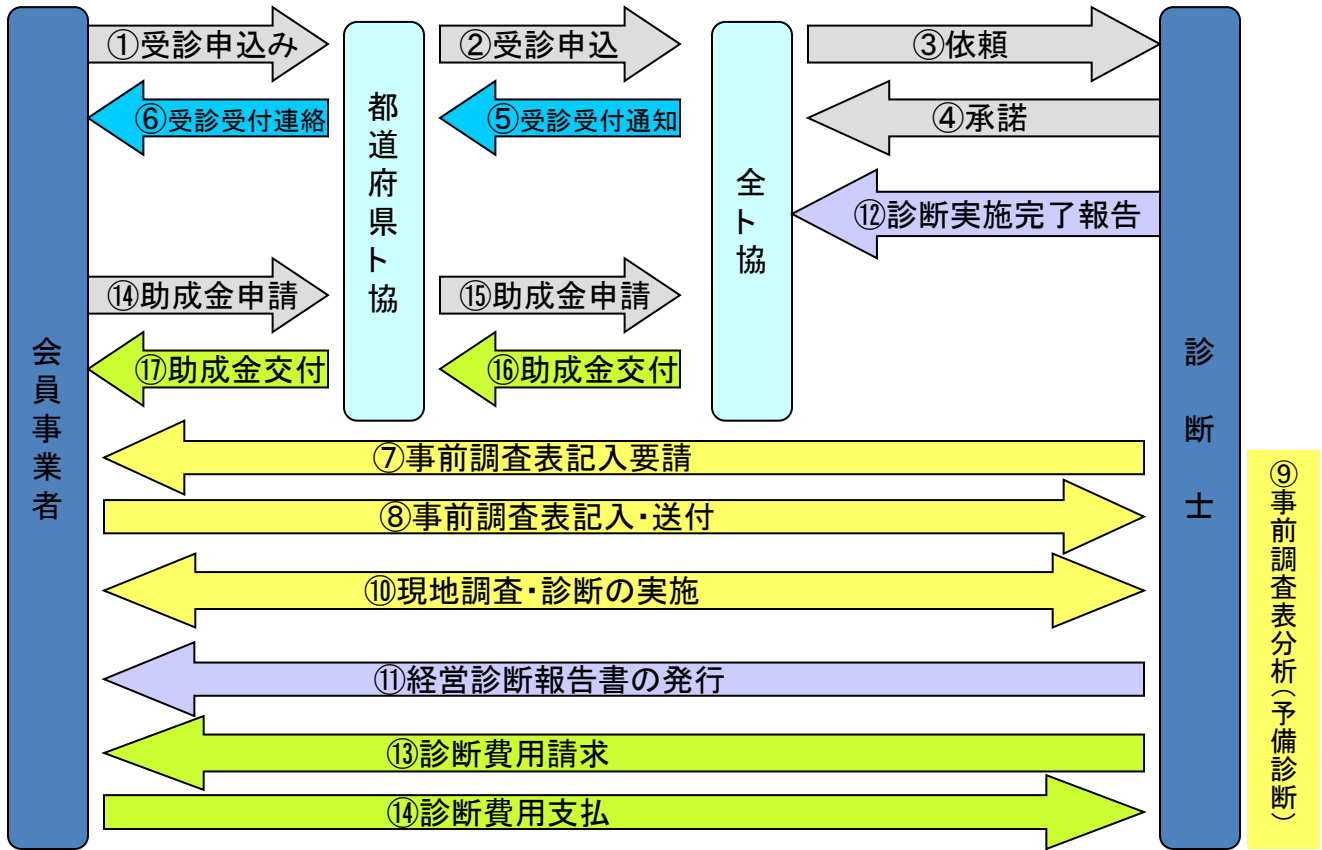 ①受診申込み
②受診申込
③依頼
⑥受診受付連絡
⑤受診受付通知
④承諾
⑫診断実施完了報告
⑭助成金申請
⑮助成金申請
⑰助成金交付
⑯助成金交付
会員事業者
都道府県ト協
全ト協
診断士
⑦事前調査表記入要請
⑧事前調査表記入・送付
⑨事前調査表分析(予備診断)
⑩現地調査・診断の実施
⑪経営診断報告書の発行
⑬診断費用請求
⑭診断費用支払